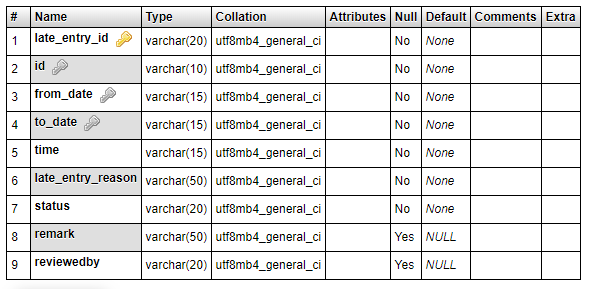 # Name Type Collation Attributes Null Default Comments Extra
1 late_entry_id varchar(20) utf8mb4_general_ci No None
2 id varchar(10) utf8mb4_general_ci No None
3 from_date varchar(15) utf8mb4_general_ci No None
4 to_date varchar(15) utf8mb4_general_ci No None
5 time varchar(15) utf8mb4_general_ci No None
6 late_entry_reason varchar(50) utf8mb4_general_ci No None
7 status varchar(20) utf8mb4_general_ci No None
8 remark varchar(50) utf8mb4_general_ci Yes NULL
9 reviewedby varchar(20) utf8mb4_general_ci Yes NULL